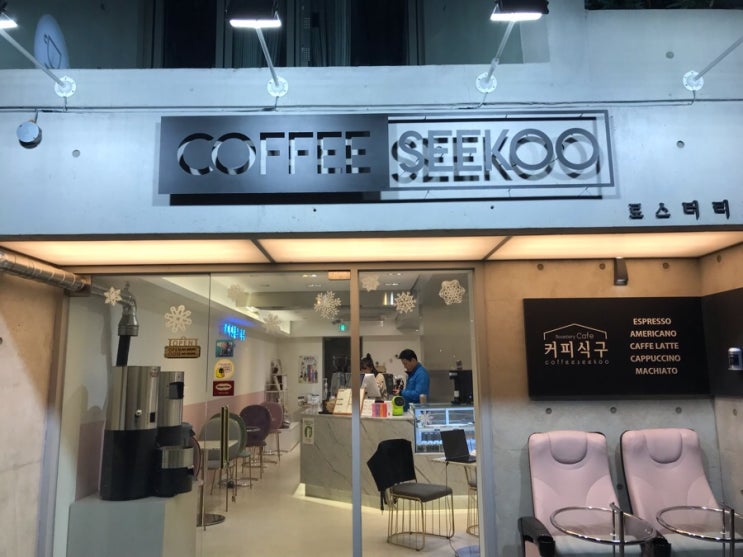 COFFEE SEEKOO
로스터리
OPEN
Roastery Cafe
커피식구
coffeeseekoo
ESPRESSO
AMERICANO
CAFFE LATTE
CAPPUCCINO
MACHIATO